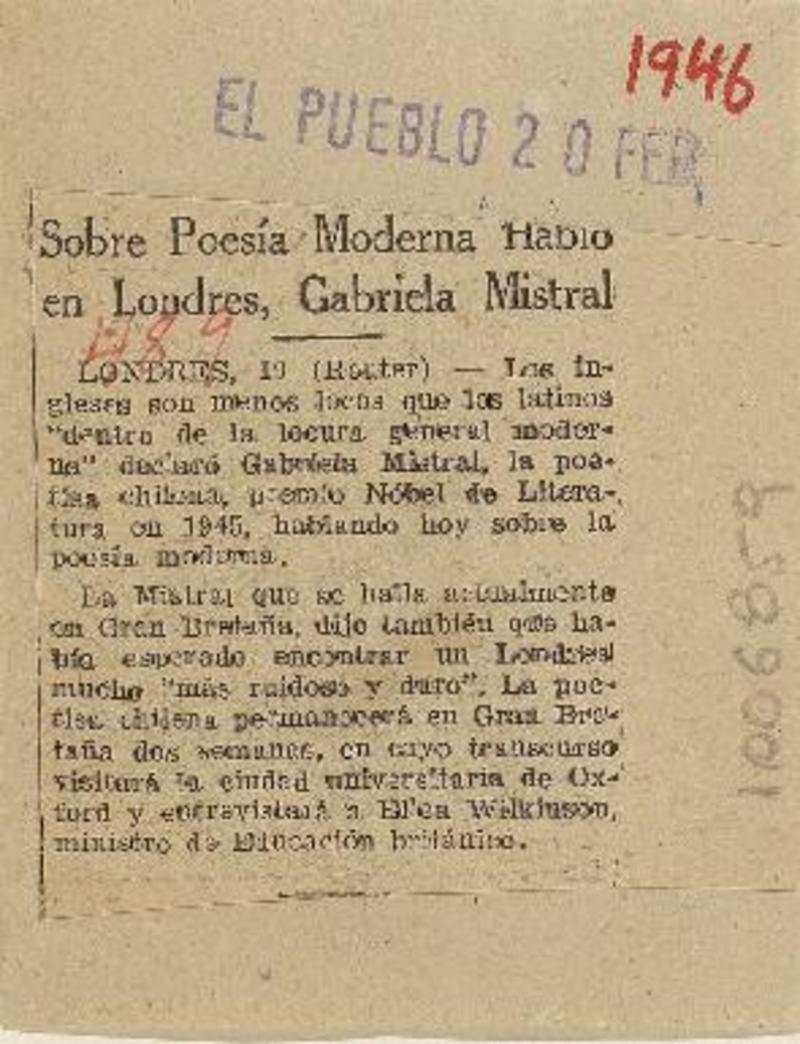 1946
EL PUEBLO 20 FEB
Sobre Poesía Moderna Habló
en Londres, Gabriela Mistral
LONDRES, 19 (Reuter) — Los in-
gleses son menos locos que los latinos
"dentro de la locura general moder-
na" declaró Gabriela Mistral, la poe-
tisa chilena, premio Nóbel de Litera-
tura en 1945, hablando hoy sobre la
poesía moderna.
La Mistral que se halla actualmente
en Gran Bretaña, dijo también que ha-
bía esperado encontrar un Londres
mucho "más ruidoso y duro". La poe-
tisa chilena permanecerá en Gran Bre-
taña dos semanas, en cuyo transcurso
visitará la ciudad universitaria de Ox-
ford y entrevistará a Ellen Wilkinson,
ministro de Educación británico.